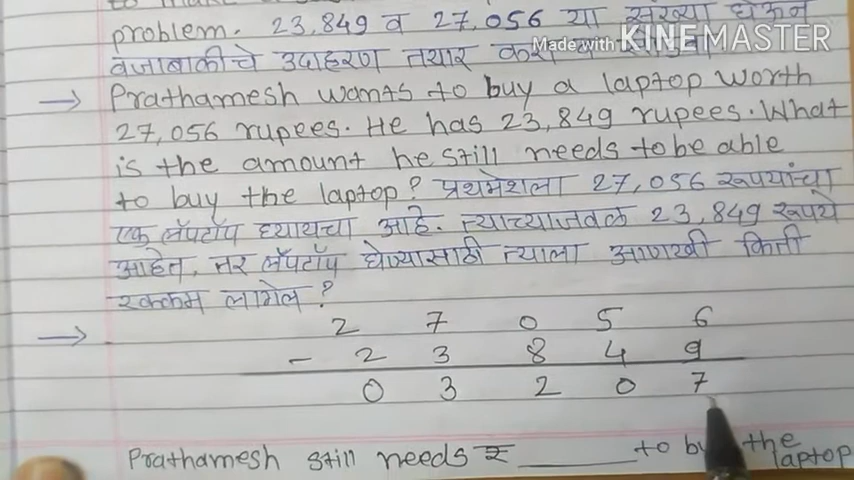 problem. 23,849 व 27,056 या संख्या घेऊन
वजाबाकीचे उदाहरण तयार करा
Made with KINEMASTER
→ Prathamesh wants to buy a laptop worth
27,056 rupees. He has 23,849 rupees. What
is the amount he still needs to be able
to buy the laptop? प्रथमेशला 27,056 रूपयांचा
एक लॅपटॉप घ्यायचा आहे. त्याच्याजवळ 23,849 रूपये
आहेत, तर लॅपटॉप घेण्यासाठी त्याला आणखी किती
रक्कम लागेल?
→ 2 7 0 5 6
- 2 3 8 4 9
0 3 2 0 7
Prathamesh still needs ₹ ______ to the laptop